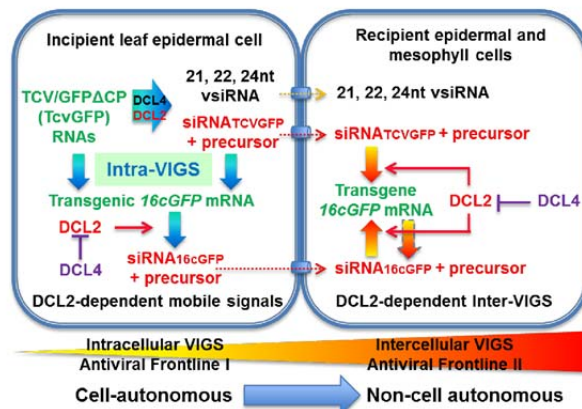 Incipient leaf epidermal cell
TCV/GFPΔCP
(TcvGFP)
RNAs
DCL4
DCL2
21, 22, 24nt
vsiRNA
siRNATCVGFP
+ precursor
Intra-VIGS
Transgenic 16cGFP mRNA
DCL2
DCL4
siRNA16cGFP
+ precursor
DCL2-dependent mobile signals
Recipient epidermal and
mesophyll cells
21, 22, 24nt vsiRNA
siRNATCVGFP + precursor
Transgene
16cGFP mRNA
DCL2
DCL4
siRNA16cGFP + precursor
DCL2-dependent Inter-VIGS
Intracellular VIGS
Antiviral Frontline I
Intercellular VIGS
Antiviral Frontline II
Cell-autonomous
Non-cell autonomous